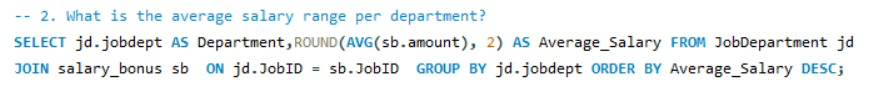 -- 2. What is the average salary range per department?
SELECT jd.jobdept AS Department,ROUND(AVG(sb.amount), 2) AS Average_Salary FROM JobDepartment jd
JOIN salary_bonus sb  ON jd.JobID = sb.JobID  GROUP BY jd.jobdept ORDER BY Average_Salary DESC;